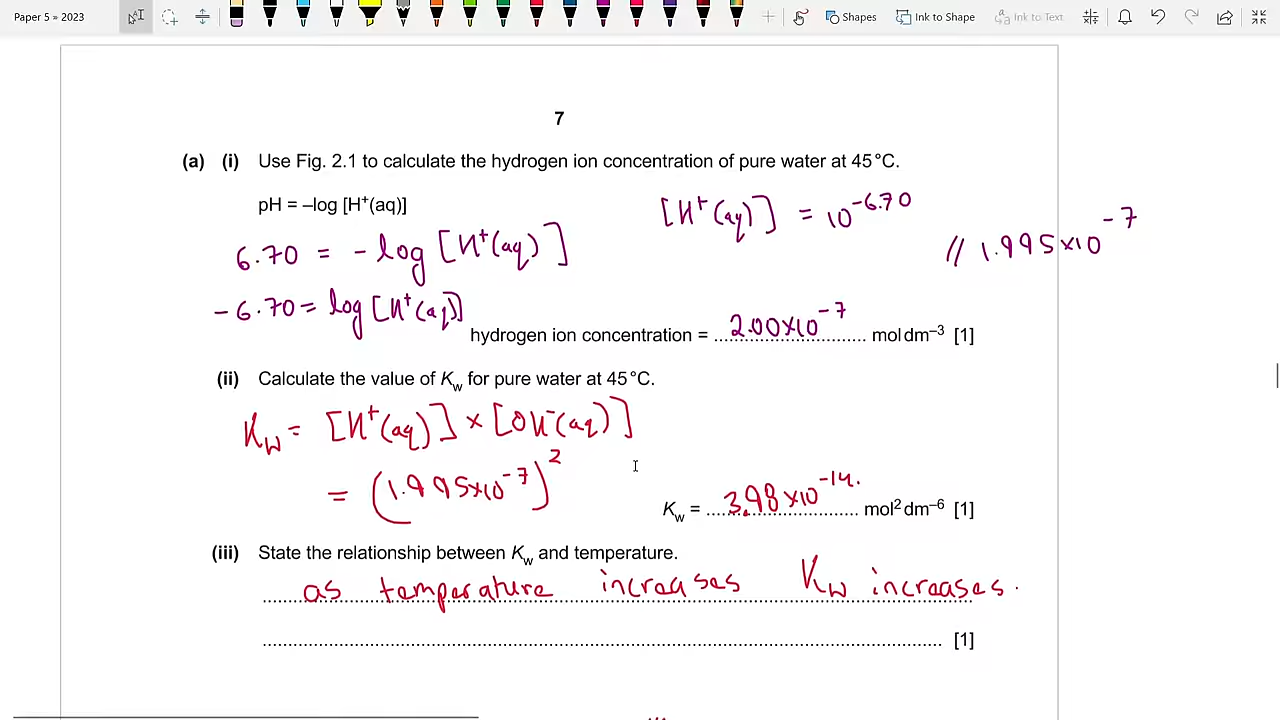 Paper 5 » 2023
Shapes
Ink to Shape
Ink to Text
7
(a) (i) Use Fig. 2.1 to calculate the hydrogen ion concentration of pure water at 45 °C.
pH = –log [H⁺(aq)]
[H⁺(aq)] = 10^-6.70
6.70 = - log [H⁺(aq)]
// 1.995×10^-7
-6.70 = log [H⁺(aq)]
hydrogen ion concentration = 2.00×10^-7 mol dm⁻³ [1]
(ii) Calculate the value of Kw for pure water at 45 °C.
Kw = [H⁺(aq)] × [OH⁻(aq)]
= (1.995×10^-7)²
Kw = 3.98×10^-14. mol² dm⁻⁶ [1]
(iii) State the relationship between Kw and temperature.
as temperature increases Kw increases.
[1]